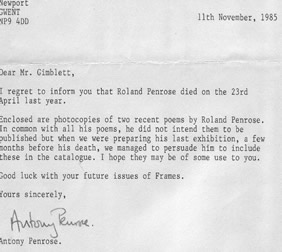 Newport
GWENT
NP9 4DD
11th November, 1985
Dear Mr. Gimblett,
I regret to inform you that Roland Penrose died on the 23rd
April last year.
Enclosed are photocopies of two recent poems by Roland Penrose.
In common with all his poems, he did not intend them to be
published but when we were preparing his last exhibition, a few
months before his death, we managed to persuade him to include
these in the catalogue. I hope they may be of some use to you.
Good luck with your future issues of Frames.
Yours sincerely,
Antony Penrose.
Antony Penrose.